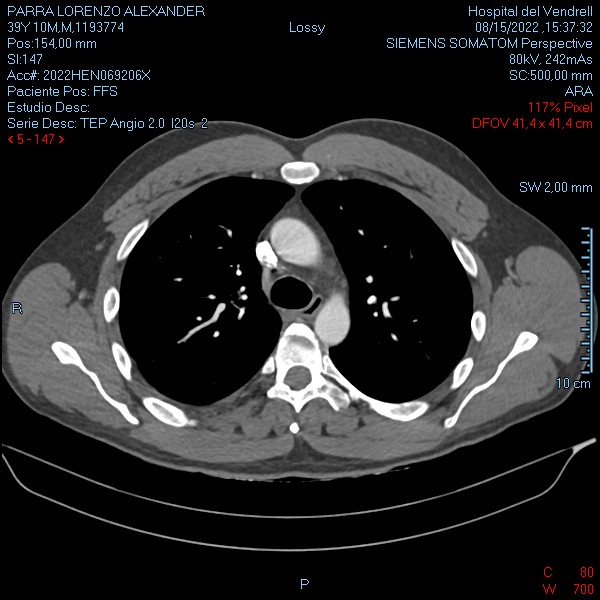 PARRA LORENZO ALEXANDER
39Y 10M,M,1193774
Pos:154,00 mm
SI:147
Acc#: 2022HEN069206X
Paciente Pos: FFS
Estudio Desc:
Serie Desc: TEP Angio 2.0 I20s 2
< 5 - 147 >
Lossy
Hospital del Vendrell
08/15/2022 ,15:37:32
SIEMENS SOMATOM Perspective
80kV, 242mAs
SC:500,00 mm
ARA
117% Pixel
DFOV 41,4 x 41,4 cm
SW 2,00 mm
R
10 cm
P
C 80
W 700